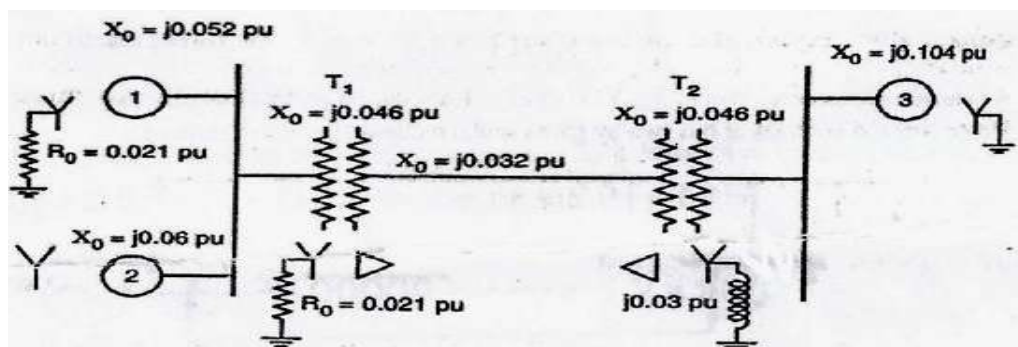 X₀ = j0.052 pu
X₀ = j0.104 pu
1
T₁
T₂
3
X₀ = j0.046 pu
X₀ = j0.046 pu
R₀ = 0.021 pu
X₀ = j0.032 pu
X₀ = j0.06 pu
2
R₀ = 0.021 pu
j0.03 pu